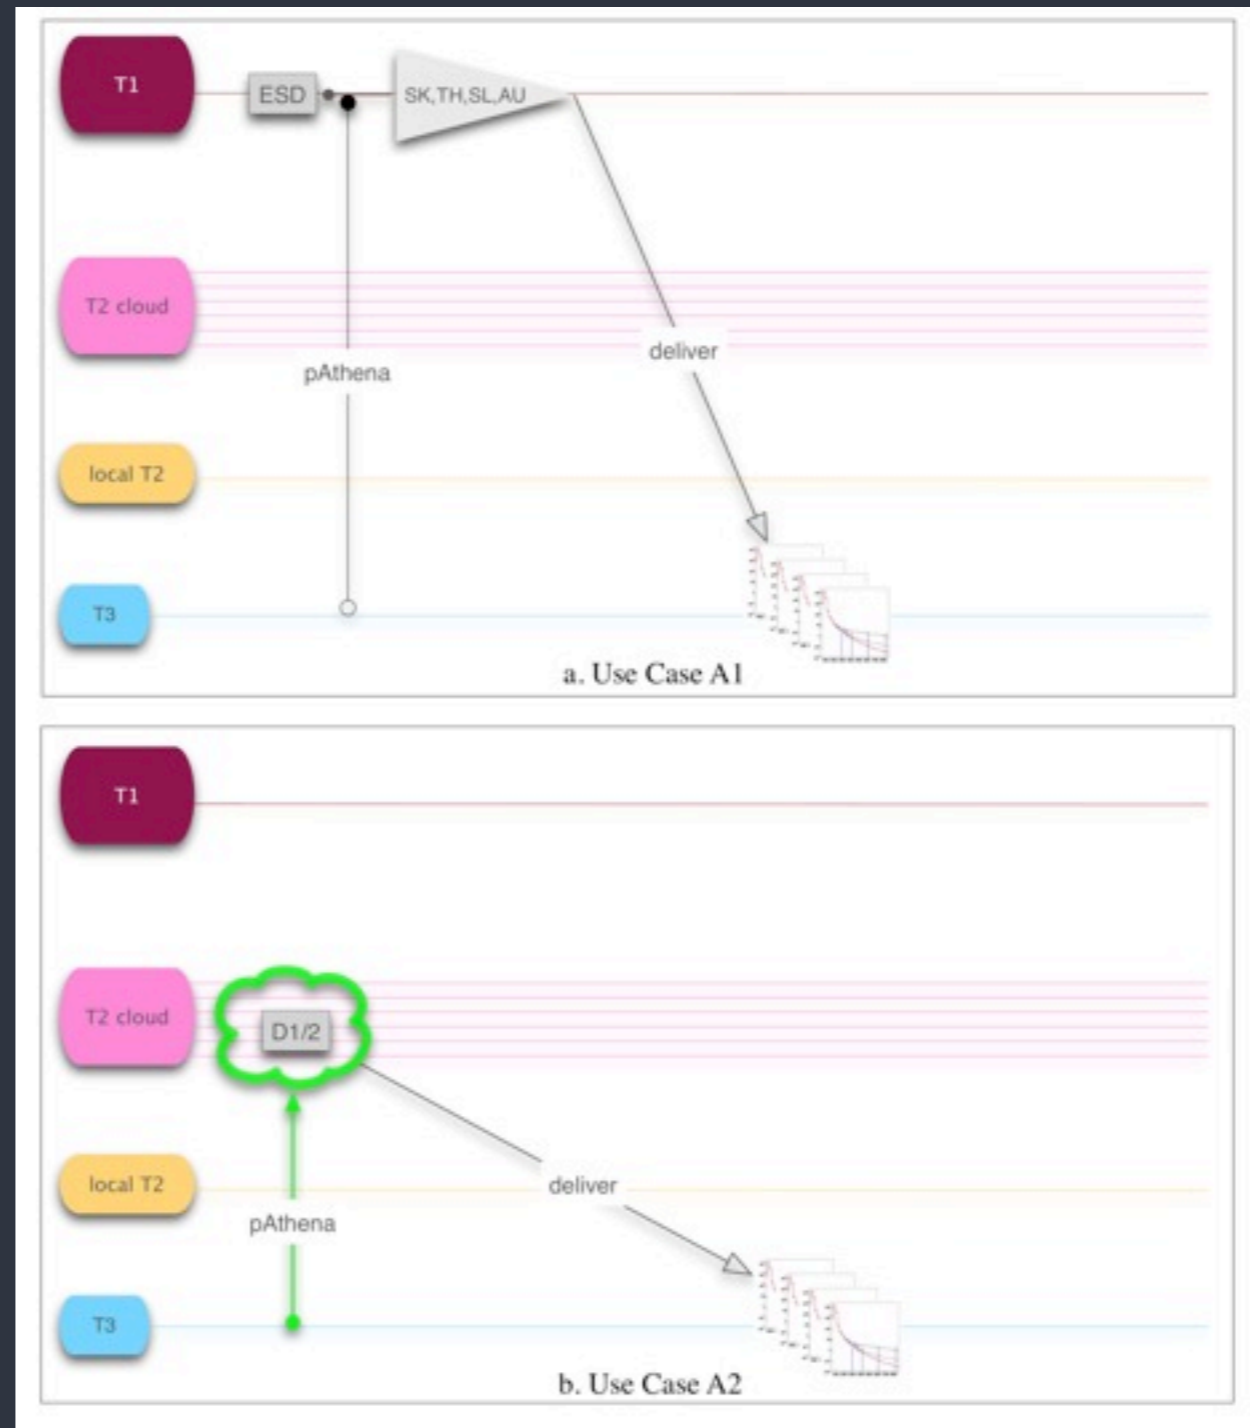 T1
ESD
SK,TH,SL,AU
T2 cloud
deliver
pAthena
local T2
T3
a. Use Case A1
T1
T2 cloud
D1/2
local T2
deliver
pAthena
T3
b. Use Case A2